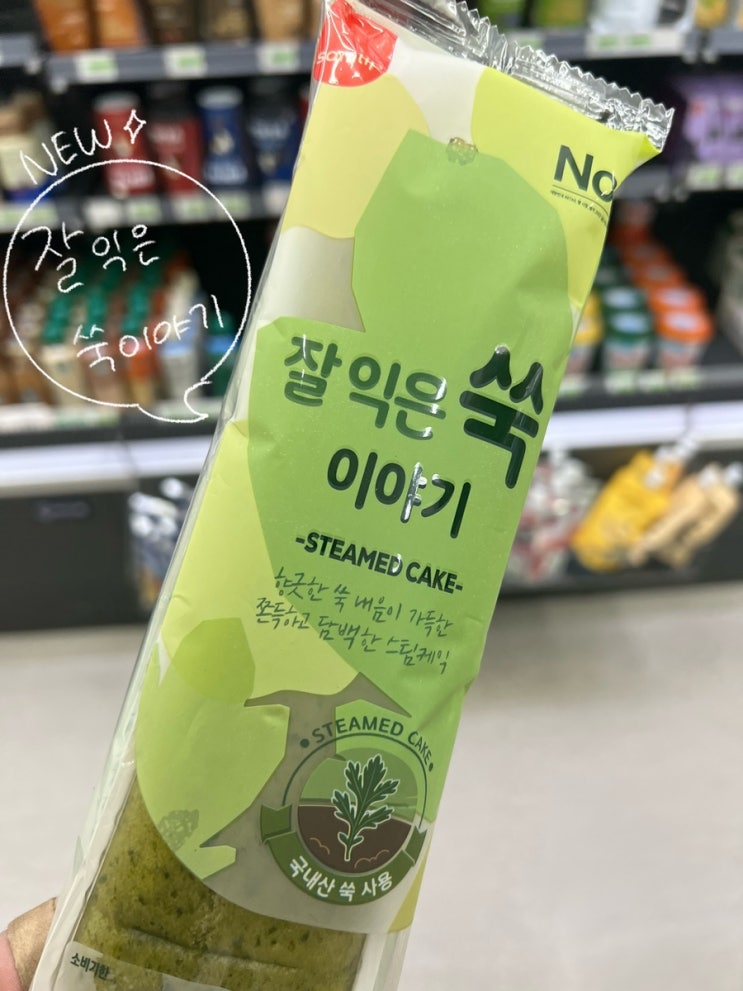 NEW
잘 익은
쑥이야기
No
잘 익은 쑥
이야기
-STEAMED CAKE-
향긋한 쑥 내음이 가득한
쫀득하고 담백한 스팀케익
STEAMED CAKE
국내산 쑥 사용
소비기한